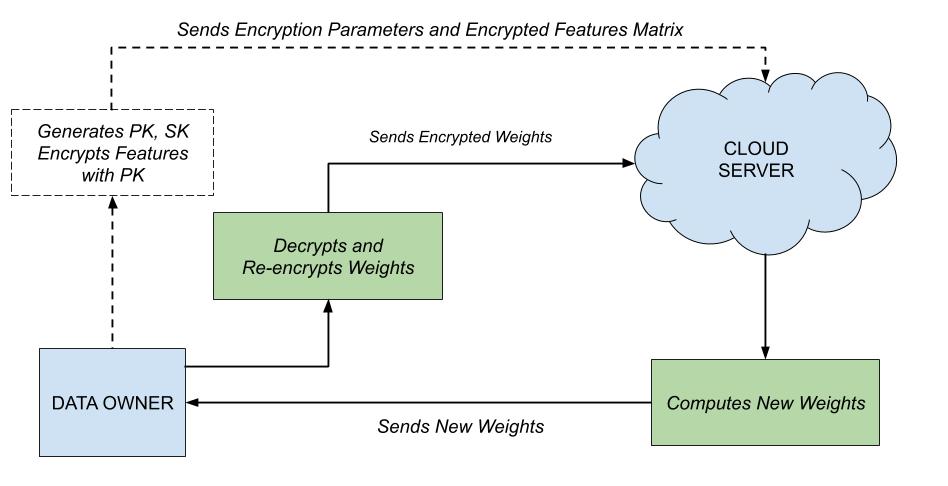 Sends Encryption Parameters and Encrypted Features Matrix
Generates PK, SK
Encrypts Features
with PK
Sends Encrypted Weights
CLOUD
SERVER
Decrypts and
Re-encrypts Weights
DATA OWNER
Computes New Weights
Sends New Weights